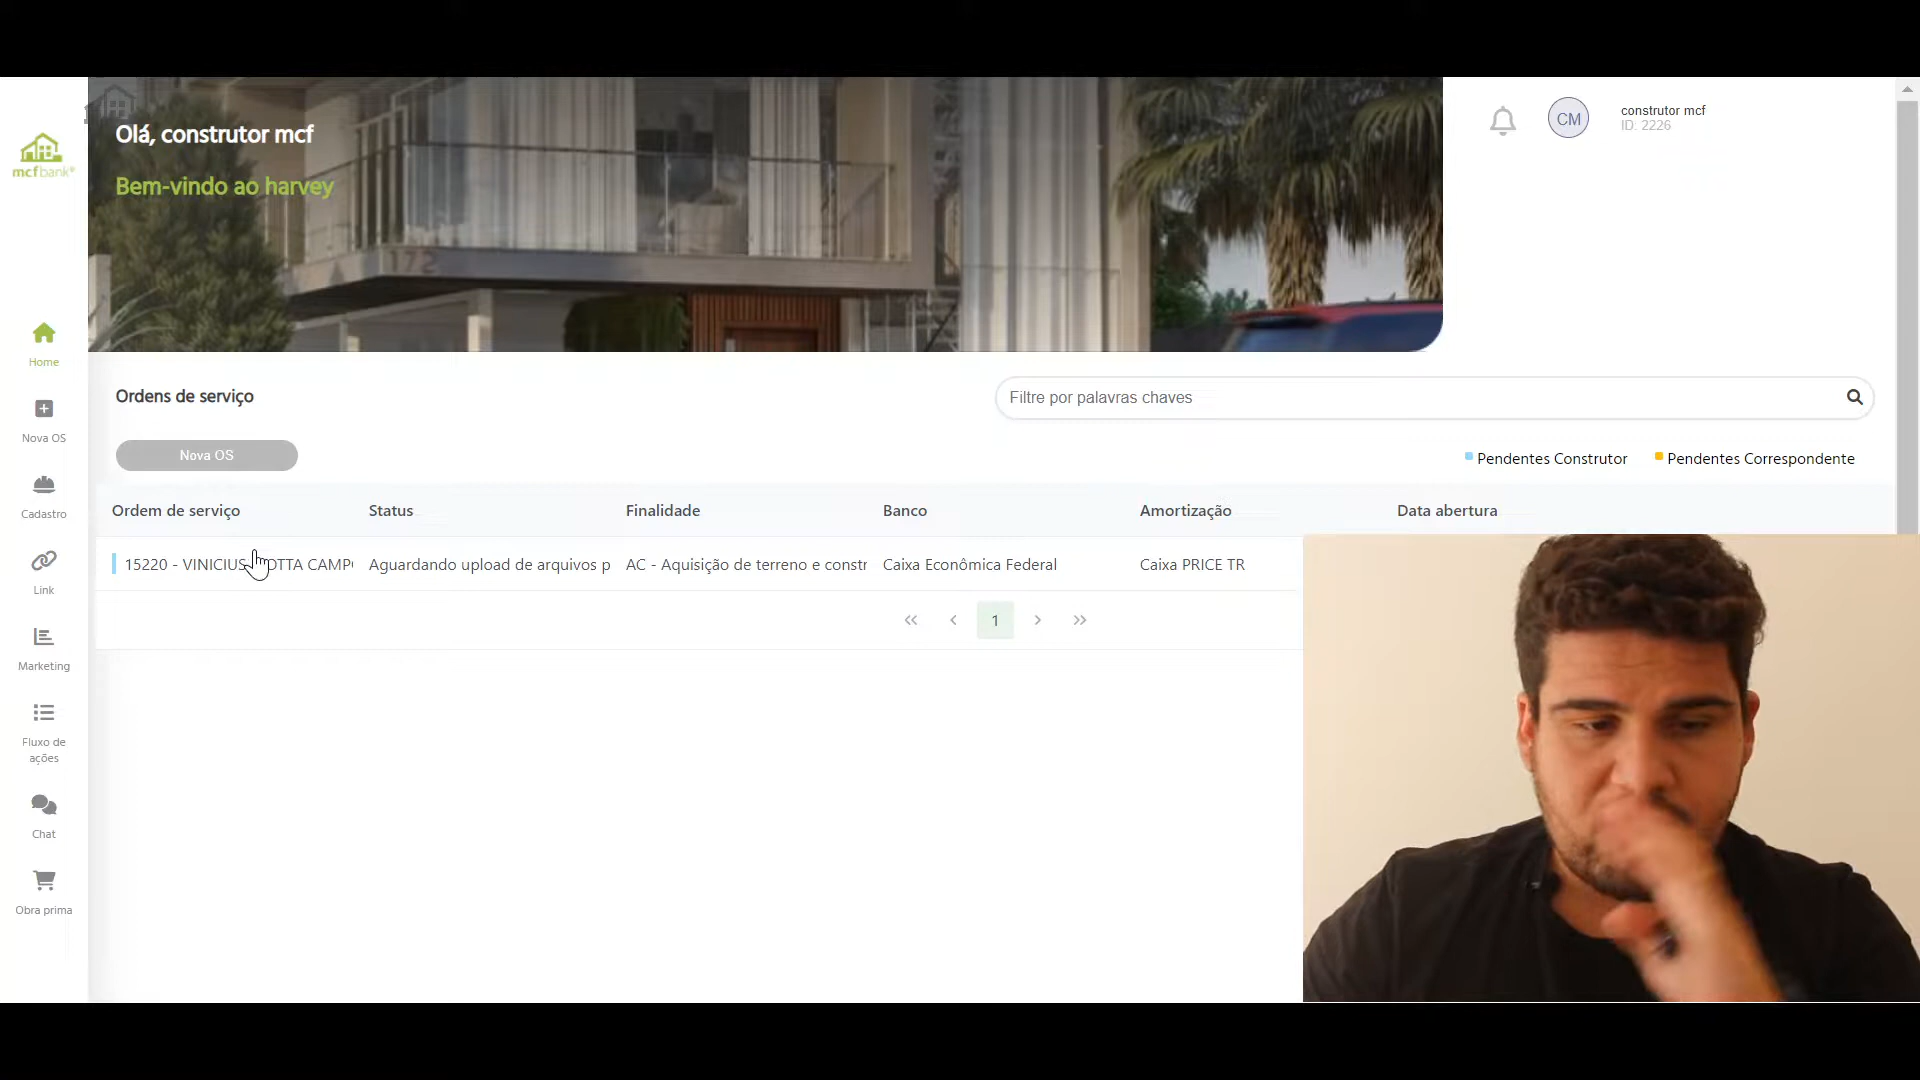 Olá, construtor mcf
Bem-vindo ao harvey
construtor mcf
ID: 2226
CM
mcfbank®
172
Home
Nova OS
Cadastro
Link
Marketing
Fluxo de
ações
Chat
Obra prima
Ordens de serviço
Filtre por palavras chaves
Nova OS
Pendentes Construtor
Pendentes Correspondente
Ordem de serviço Status Finalidade Banco Amortização Data abertura
15220 - VINICIUS Aguardando upload de arquivos p AC - Aquisição de terreno e constr Caixa Econômica Federal Caixa PRICE TR
1